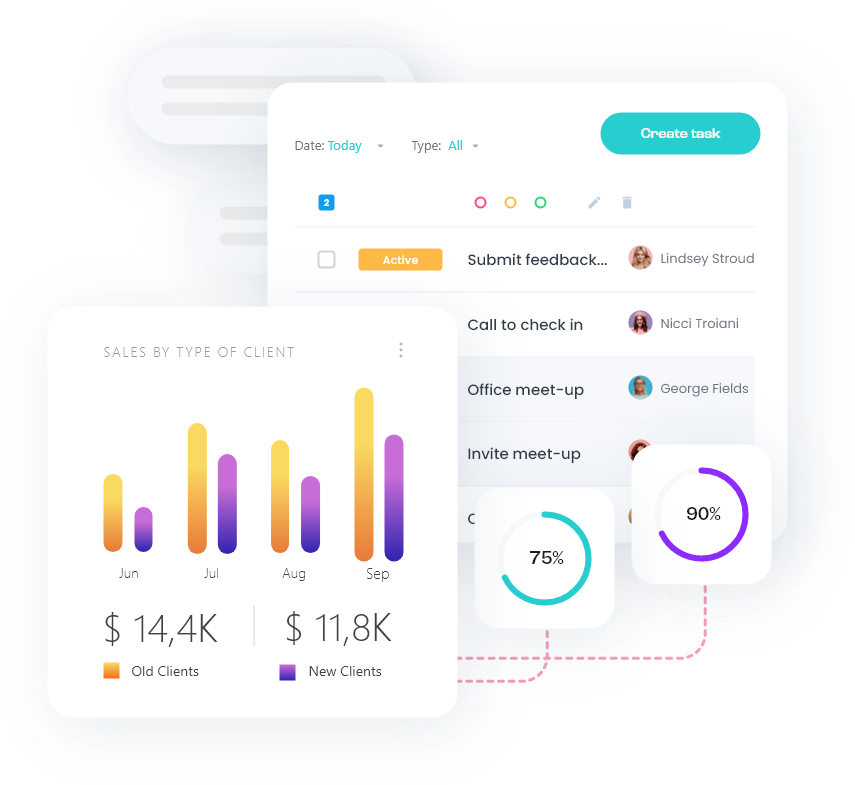 Create task
Date: Today
Type: All
2
Active
Submit feedback...
Lindsey Stroud
Call to check in
Nicci Troiani
Office meet-up
George Fields
Invite meet-up
SALES BY TYPE OF CLIENT
Jun
Jul
Aug
Sep
$ 14,4K
$ 11,8K
Old Clients
New Clients
75%
90%